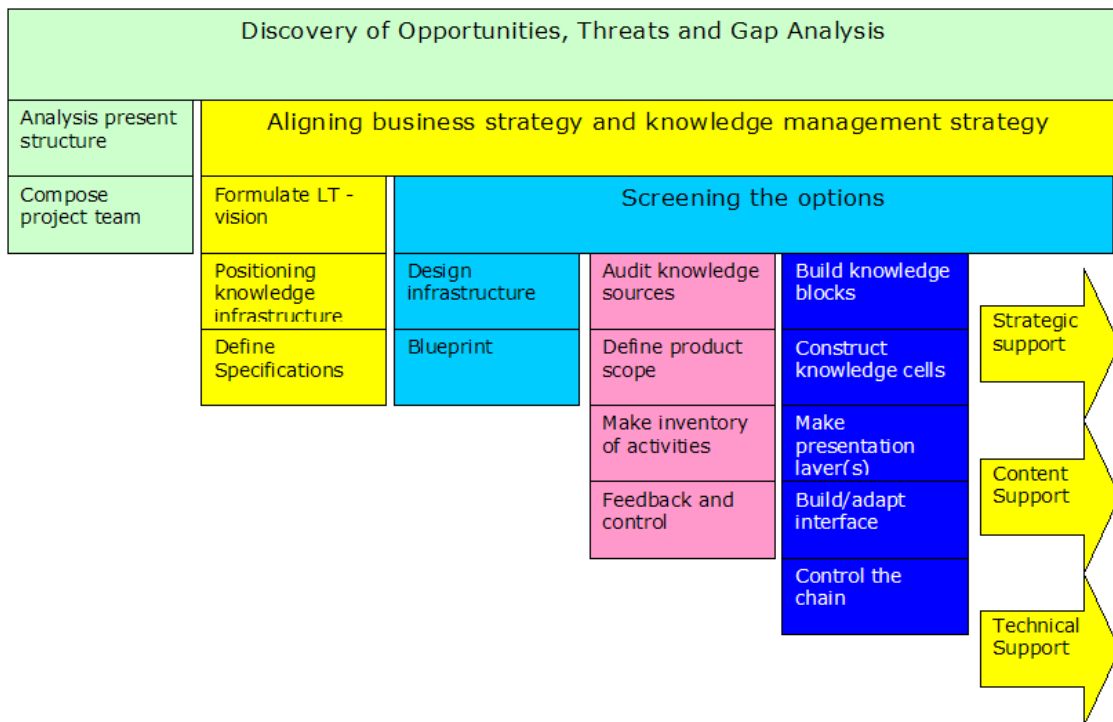 Discovery of Opportunities, Threats and Gap Analysis
Analysis present
structure
Aligning business strategy and knowledge management strategy
Compose
project team
Formulate LT -
vision
Screening the options
Positioning
knowledge
infrastructure
Design
infrastructure
Audit knowledge
sources
Build knowledge
blocks
Strategic
support
Define
Specifications
Blueprint
Define product
scope
Construct
knowledge cells
Make inventory
of activities
Make
presentation
layer(s)
Content
Support
Feedback and
control
Build/adapt
interface
Control the
chain
Technical
Support